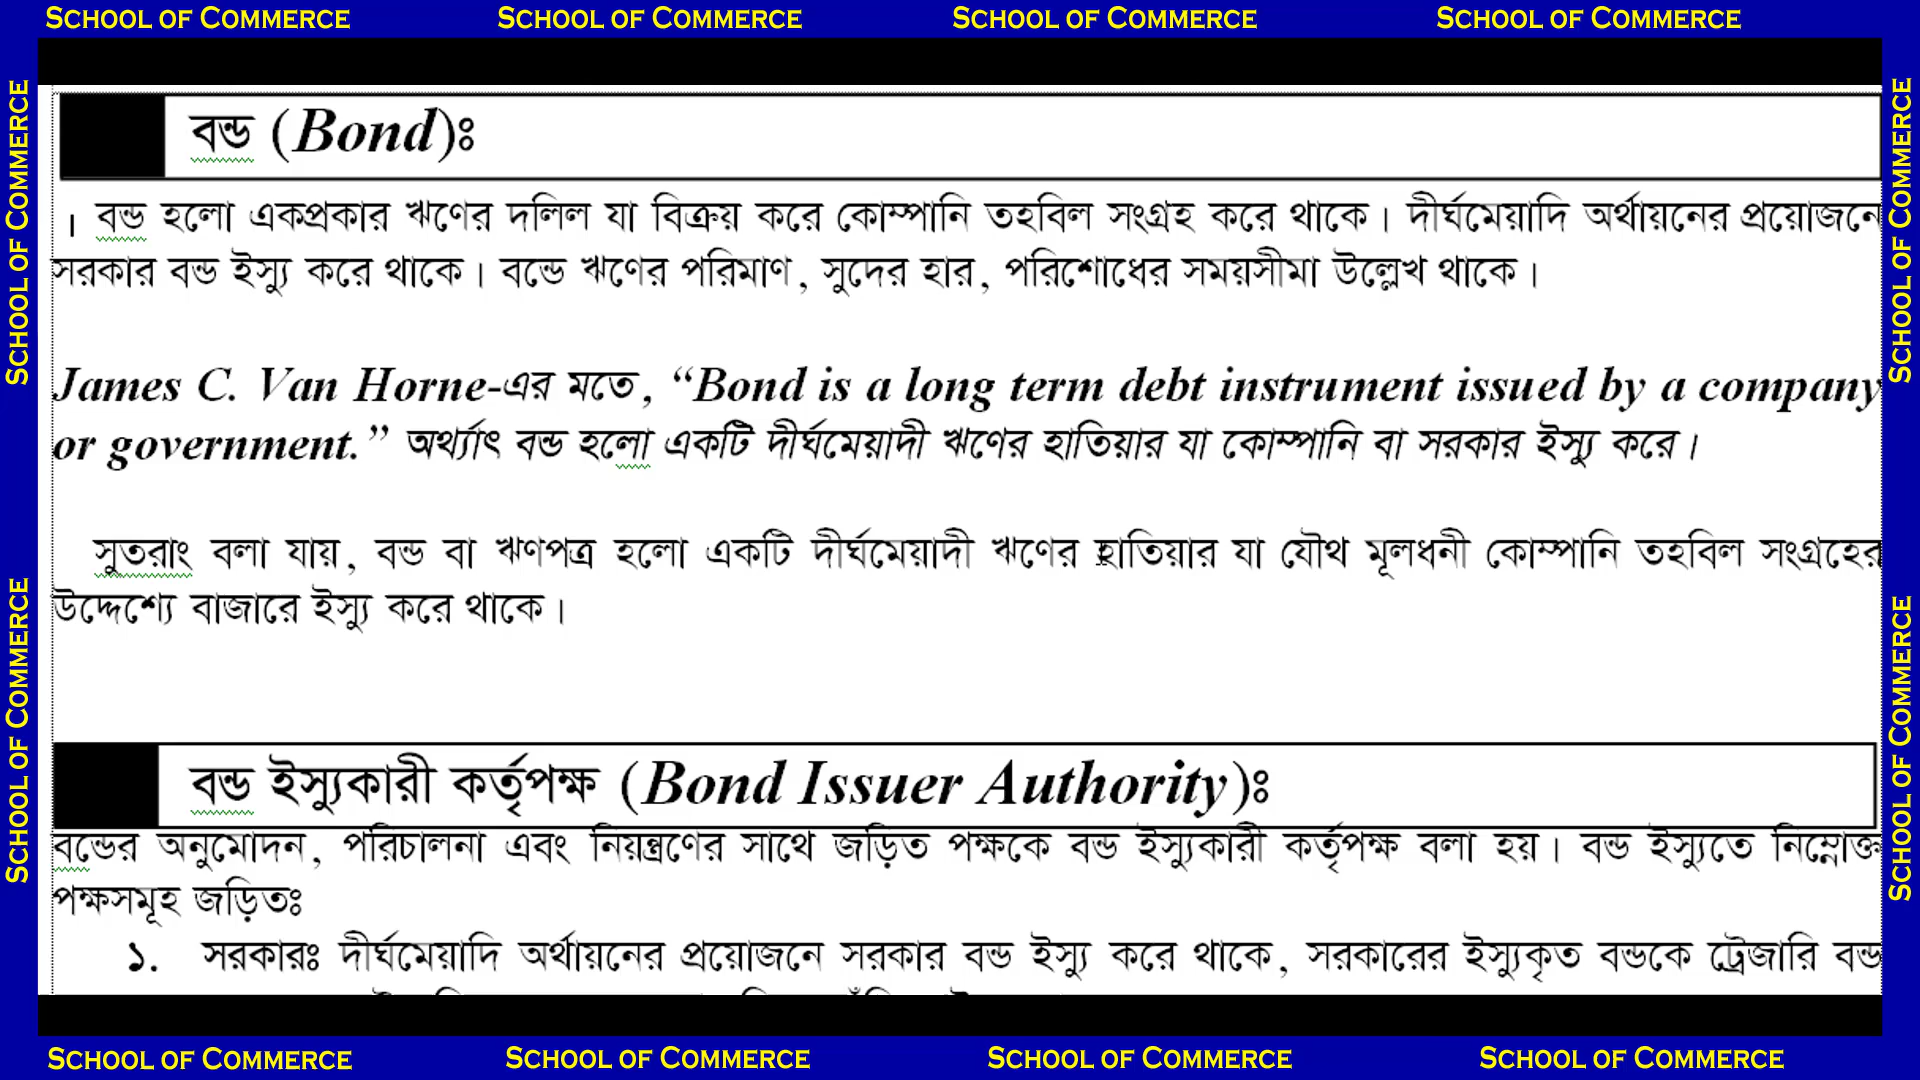 SCHOOL OF COMMERCE SCHOOL OF COMMERCE SCHOOL OF COMMERCE SCHOOL OF COMMERCE
SCHOOL OF COMMERCE
SCHOOL OF COMMERCE
বন্ড (Bond)ঃ
। বন্ড হলো একপ্রকার ঋণের দলিল যা বিক্রয় করে কোম্পানি তহবিল সংগ্রহ করে থাকে। দীর্ঘমেয়াদি অর্থায়নের প্রয়োজনে
সরকার বন্ড ইস্যু করে থাকে। বন্ডে ঋণের পরিমাণ, সুদের হার, পরিশোধের সময়সীমা উল্লেখ থাকে।
James C. Van Horne-এর মতে, “Bond is a long term debt instrument issued by a company
or government.” অর্থ্যাৎ বন্ড হলো একটি দীর্ঘমেয়াদী ঋণের হাতিয়ার যা কোম্পানি বা সরকার ইস্যু করে।
সুতরাং বলা যায়, বন্ড বা ঋণপত্র হলো একটি দীর্ঘমেয়াদী ঋণের হাতিয়ার যা যৌথ মূলধনী কোম্পানি তহবিল সংগ্রহের
উদ্দেশ্যে বাজারে ইস্যু করে থাকে।
SCHOOL OF COMMERCE
SCHOOL OF COMMERCE
বন্ড ইস্যুকারী কর্তৃপক্ষ (Bond Issuer Authority)ঃ
বন্ডের অনুমোদন, পরিচালনা এবং নিয়ন্ত্রণের সাথে জড়িত পক্ষকে বন্ড ইস্যুকারী কর্তৃপক্ষ বলা হয়। বন্ড ইস্যুতে নিম্নোক্ত
পক্ষসমূহ জড়িতঃ
১. সরকারঃ দীর্ঘমেয়াদি অর্থায়নের প্রয়োজনে সরকার বন্ড ইস্যু করে থাকে, সরকারের ইস্যুকৃত বন্ডকে ট্রেজারি বন্ড
SCHOOL OF COMMERCE SCHOOL OF COMMERCE SCHOOL OF COMMERCE SCHOOL OF COMMERCE